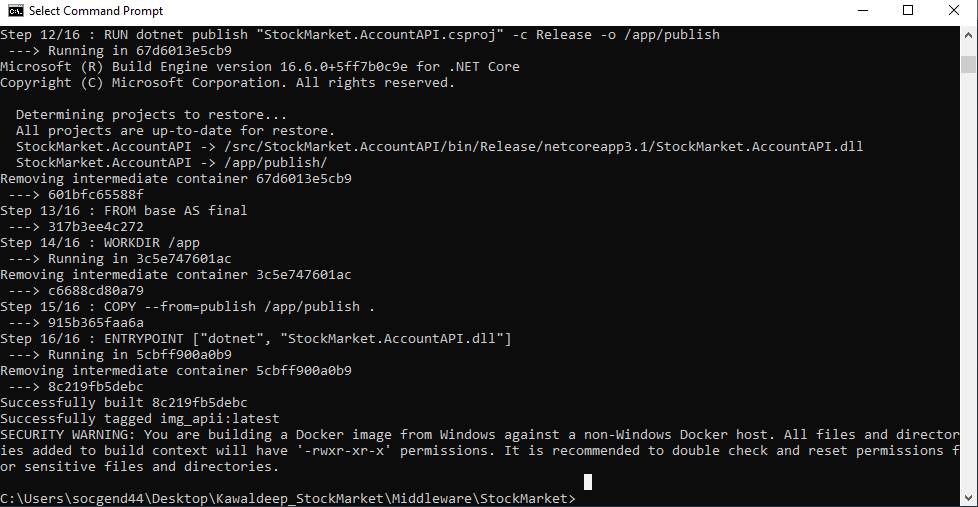 Select Command Prompt
Step 12/16 : RUN dotnet publish "StockMarket.AccountAPI.csproj" -c Release -o /app/publish
 ---> Running in 67d6013e5cb9
Microsoft (R) Build Engine version 16.6.0+5ff7b0c9e for .NET Core
Copyright (C) Microsoft Corporation. All rights reserved.

  Determining projects to restore...
  All projects are up-to-date for restore.
  StockMarket.AccountAPI -> /src/StockMarket.AccountAPI/bin/Release/netcoreapp3.1/StockMarket.AccountAPI.dll
  StockMarket.AccountAPI -> /app/publish/
Removing intermediate container 67d6013e5cb9
 ---> 601bfc65588f
Step 13/16 : FROM base AS final
 ---> 317b3ee4c272
Step 14/16 : WORKDIR /app
 ---> Running in 3c5e747601ac
Removing intermediate container 3c5e747601ac
 ---> c6688cd80a79
Step 15/16 : COPY --from=publish /app/publish .
 ---> 915b365faa6a
Step 16/16 : ENTRYPOINT ["dotnet", "StockMarket.AccountAPI.dll"]
 ---> Running in 5cbff900a0b9
Removing intermediate container 5cbff900a0b9
 ---> 8c219fb5debc
Successfully built 8c219fb5debc
Successfully tagged img_apii:latest
SECURITY WARNING: You are building a Docker image from Windows against a non-Windows Docker host. All files and director
ies added to build context will have '-rwxr-xr-x' permissions. It is recommended to double check and reset permissions f
or sensitive files and directories.

C:\Users\socgend44\Desktop\Kawaldeep_StockMarket\Middleware\StockMarket>